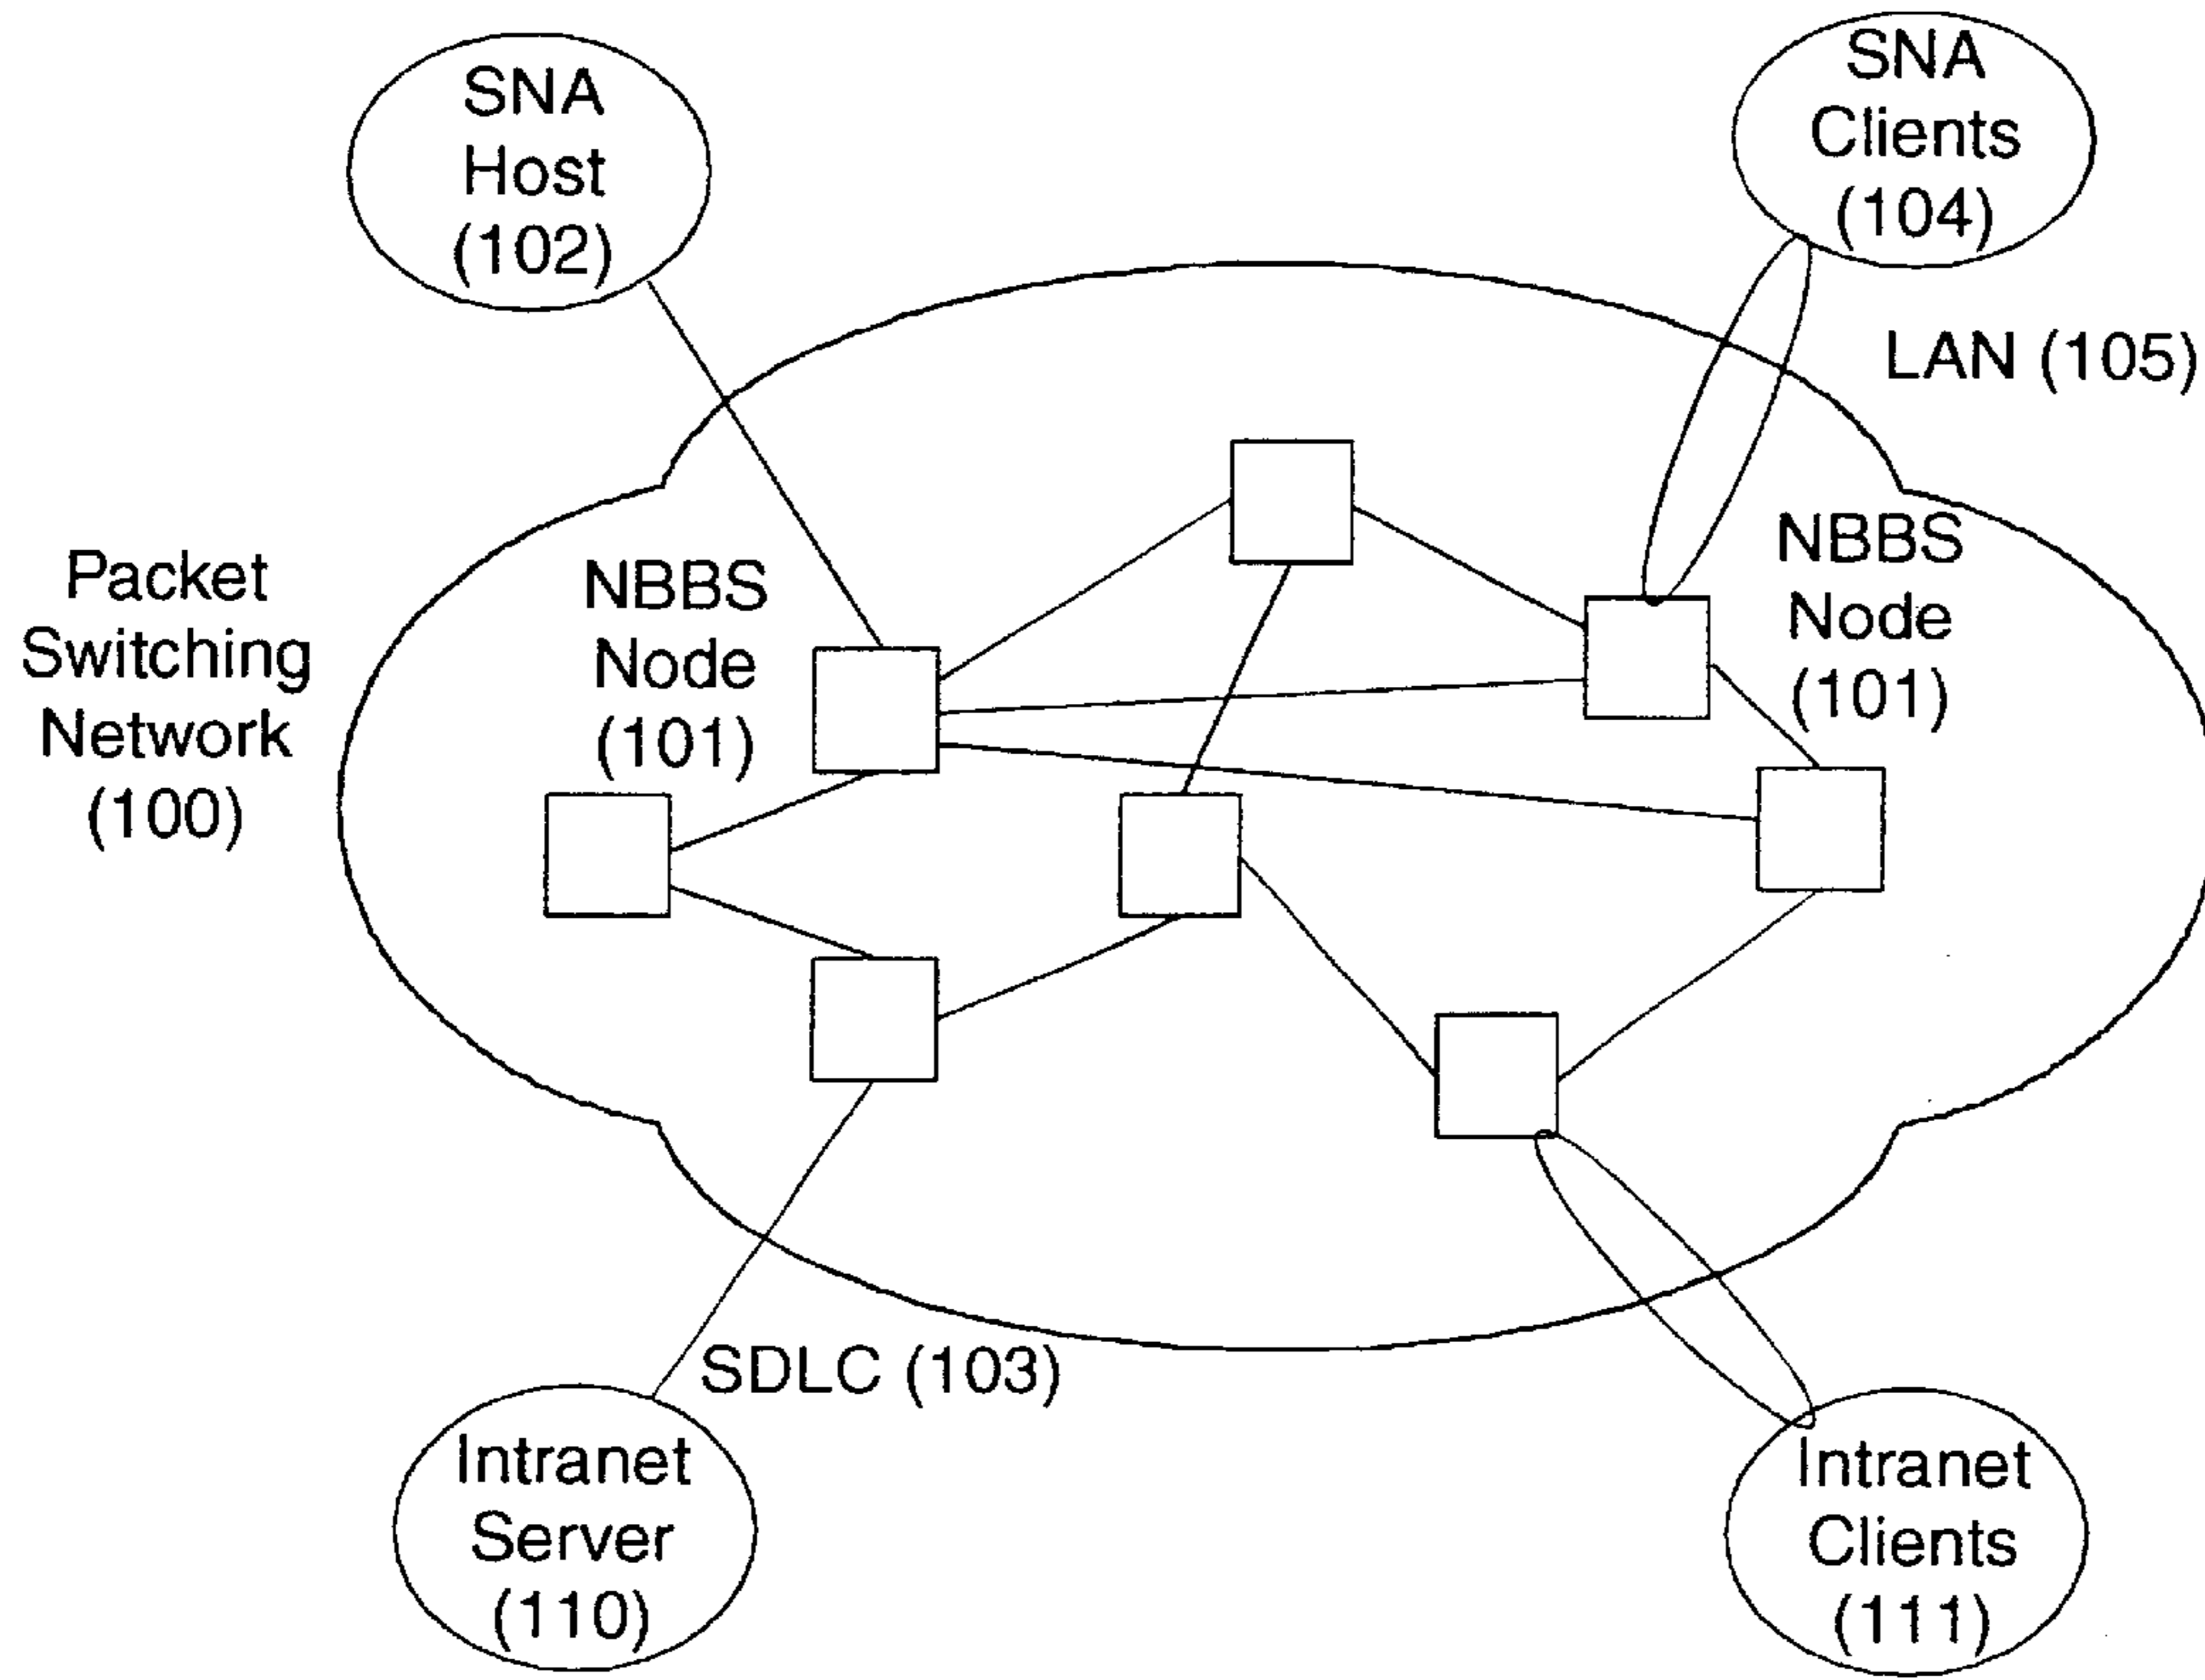 SNA
Host
(102)
SNA
Clients
(104)
LAN (105)
Packet
Switching
Network
(100)
NBBS
Node
(101)
NBBS
Node
(101)
SDLC (103)
Intranet
Server
(110)
Intranet
Clients
(111)